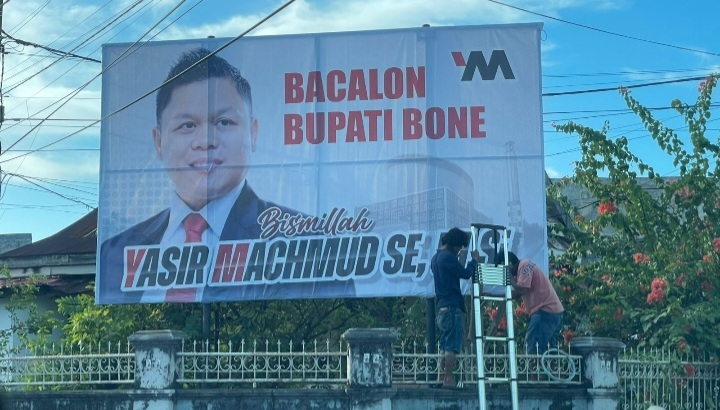 YM
BACALON
BUPATI BONE
Bismillah
YASIR MACHMUD SE,